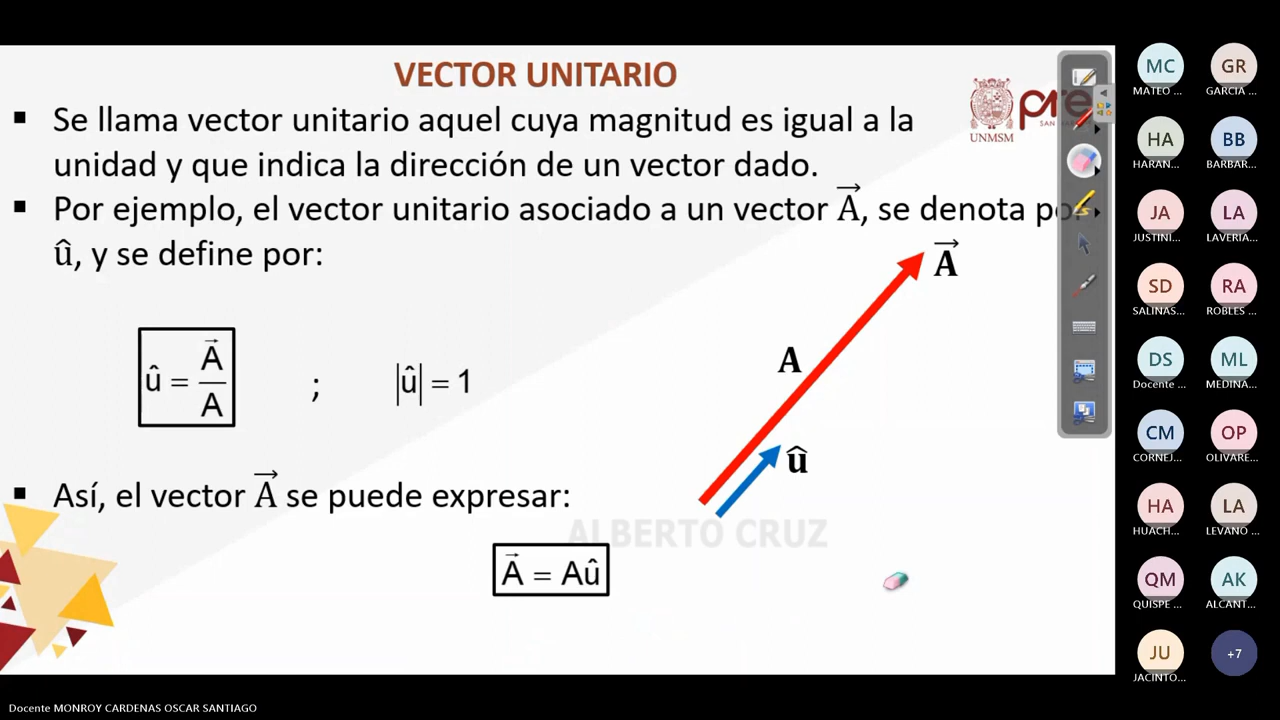 VECTOR UNITARIO
▪ Se llama vector unitario aquel cuya magnitud es igual a la
unidad y que indica la dirección de un vector dado.
▪ Por ejemplo, el vector unitario asociado a un vector A⃗, se denota por
û, y se define por:
UNMSM
pre
A⃗
A
û
û = A⃗ / A ; |û| = 1
▪ Así, el vector A⃗ se puede expresar:
ALBERTO CRUZ
A⃗ = Aû
MC GR
MATEO ... GARCIA ...
HA BB
HARAN... BARBAR...
JA LA
JUSTINI... LAVERIA...
SD RA
SALINAS... ROBLES ...
DS ML
Docente ... MEDINA...
CM OP
CORNEJ... OLIVARE...
HA LA
HUACH... LEVANO ...
QM AK
QUISPE ... ALCANT...
JU +7
JACINTO...
Docente MONROY CARDENAS OSCAR SANTIAGO